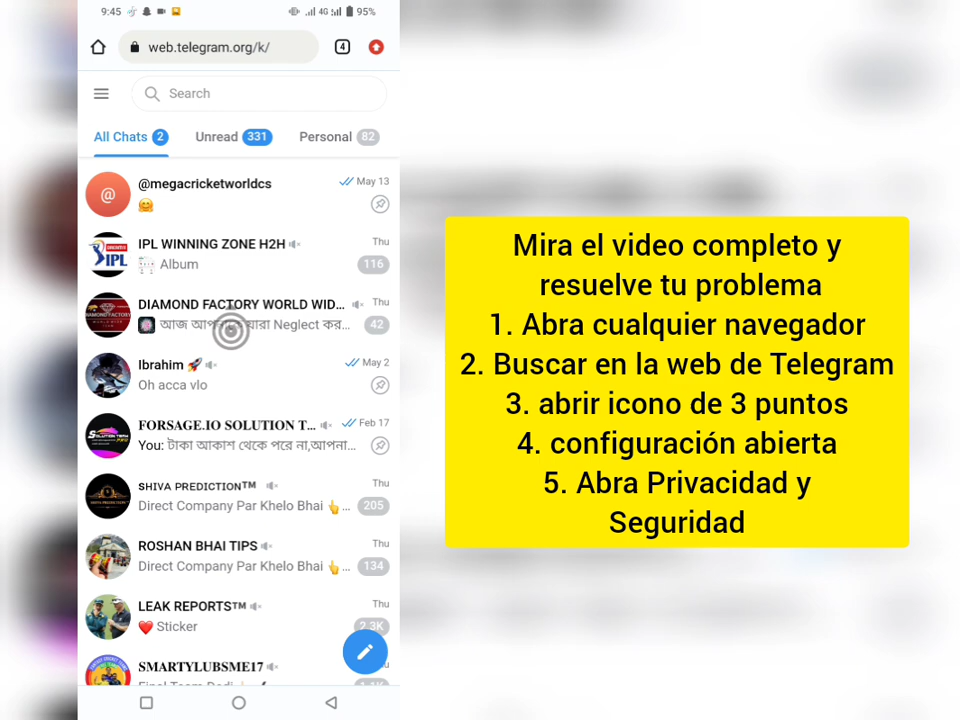 9:45
4G
95%
web.telegram.org/k/
4
Search
All Chats 2
Unread 331
Personal 82
@megacricketworldcs
May 13
🤗
IPL WINNING ZONE H2H
Thu
Album
116
DIAMOND FACTORY WORLD WID...
Thu
Neglect কর...
42
Ibrahim 🚀
May 2
Oh acca vlo
FORSAGE.IO SOLUTION T...
Feb 17
You: টাকা আকাশ থেকে পরে না,আপনা...
SHIVA PREDICTION™
Thu
Direct Company Par Khelo Bhai 👆...
205
ROSHAN BHAI TIPS
Thu
Direct Company Par Khelo Bhai 👆...
134
LEAK REPORTS™
Thu
❤️ Sticker
2.3K
SMARTYLUBSME17
Mira el video completo y
resuelve tu problema
1. Abra cualquier navegador
2. Buscar en la web de Telegram
3. abrir icono de 3 puntos
4. configuración abierta
5. Abra Privacidad y
Seguridad